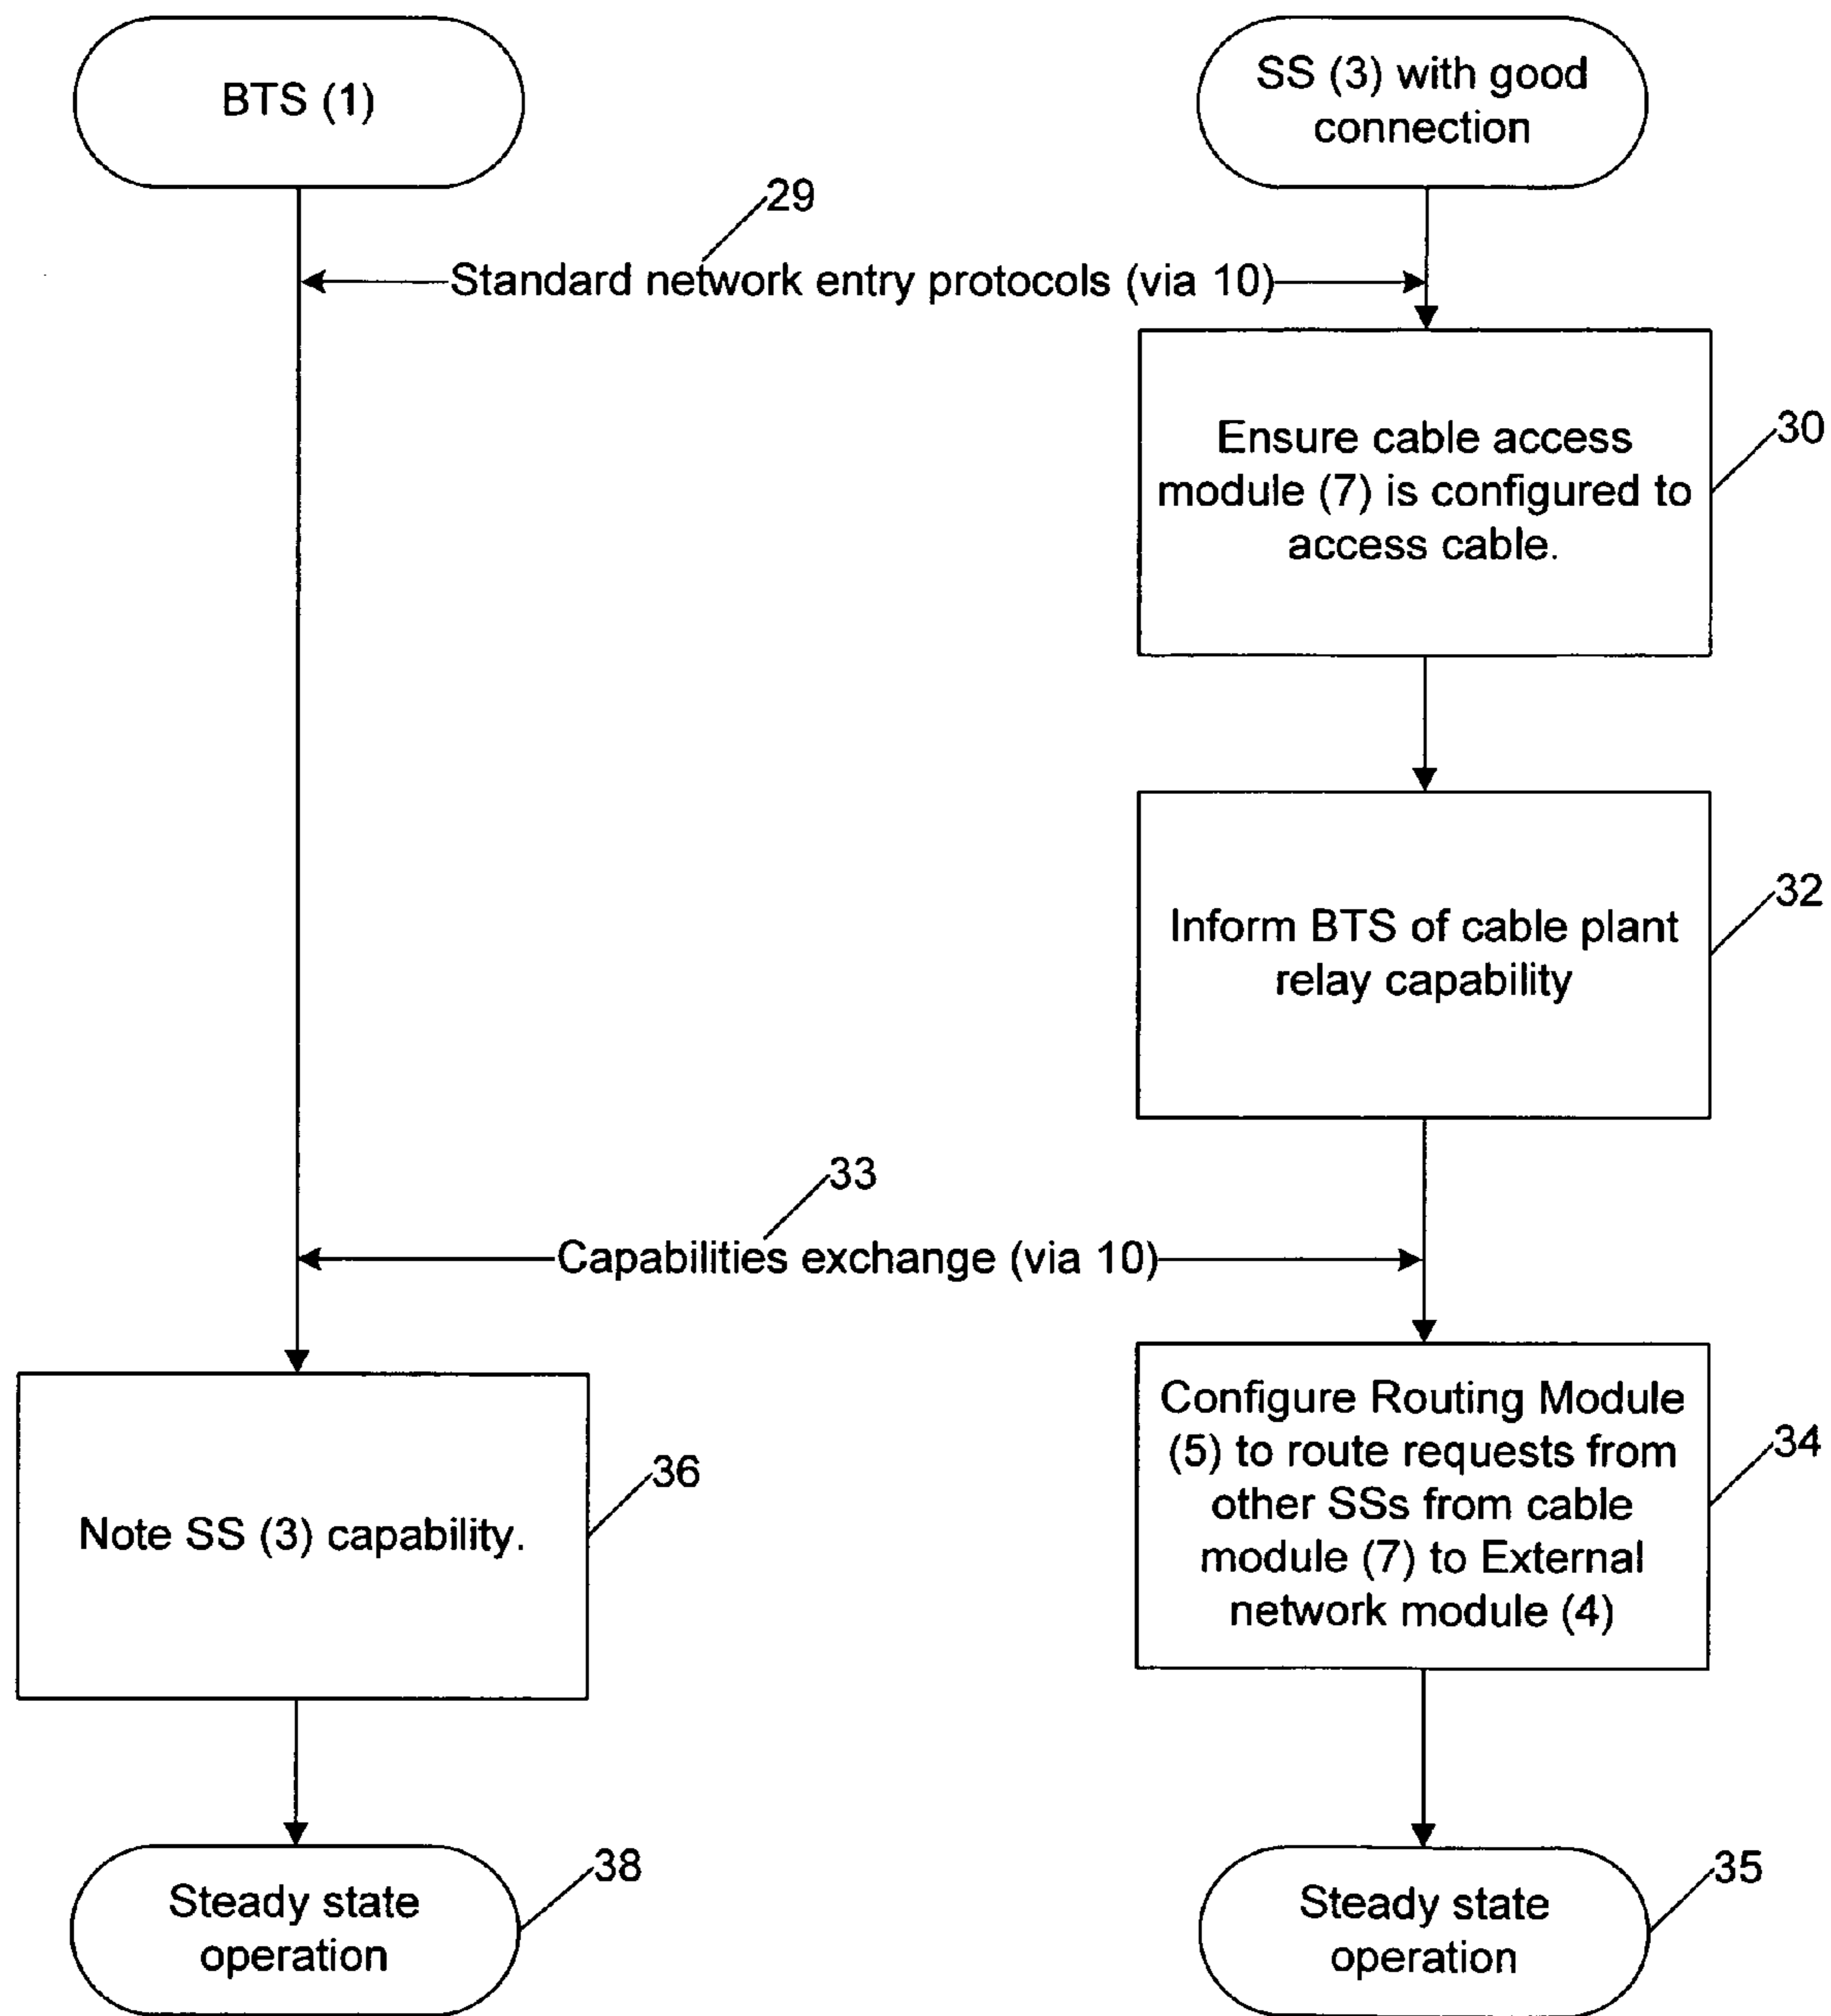 BTS (1)
SS (3) with good
connection
29
Standard network entry protocols (via 10)
Ensure cable access
module (7) is configured to
access cable.
30
Inform BTS of cable plant
relay capability
32
33
Capabilities exchange (via 10)
Note SS (3) capability.
36
Configure Routing Module
(5) to route requests from
other SSs from cable
module (7) to External
network module (4)
34
Steady state
operation
38
Steady state
operation
35